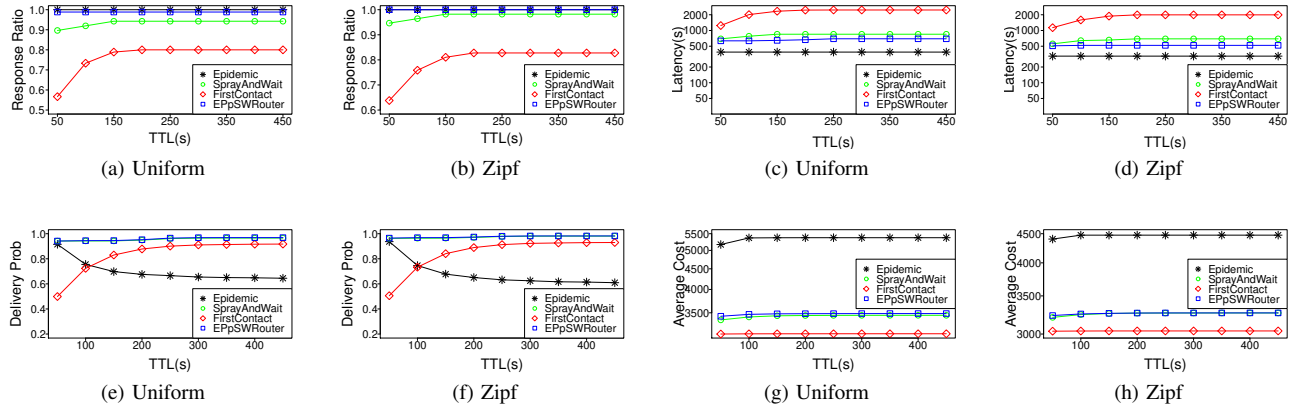 Response Ratio
1.0
0.9
0.8
0.7
0.6
0.5
Epidemic
SprayAndWait
FirstContact
EPpSWRouter
50 150 250 350 450
TTL(s)
(a) Uniform
Response Ratio
1.0
0.9
0.8
0.7
0.6
Epidemic
SprayAndWait
FirstContact
EPpSWRouter
50 150 250 350 450
TTL(s)
(b) Zipf
Latency(s)
2000
1000
500
200
100
50
Epidemic
SprayAndWait
FirstContact
EPpSWRouter
50 150 250 350 450
TTL(s)
(c) Uniform
Latency(s)
2000
1000
500
200
100
50
Epidemic
SprayAndWait
FirstContact
EPpSWRouter
50 150 250 350 450
TTL(s)
(d) Zipf
Delivery Prob
1.0
0.8
0.6
0.4
0.2
Epidemic
SprayAndWait
FirstContact
EPpSWRouter
100 200 300 400
TTL(s)
(e) Uniform
Delivery Prob
1.0
0.8
0.6
0.4
0.2
Epidemic
SprayAndWait
FirstContact
EPpSWRouter
100 200 300 400
TTL(s)
(f) Zipf
Average Cost
5500
5000
4500
4000
3500
Epidemic
SprayAndWait
FirstContact
EPpSWRouter
100 200 300 400
TTL(s)
(g) Uniform
Average Cost
4500
4000
3500
3000
Epidemic
SprayAndWait
FirstContact
EPpSWRouter
100 200 300 400
TTL(s)
(h) Zipf